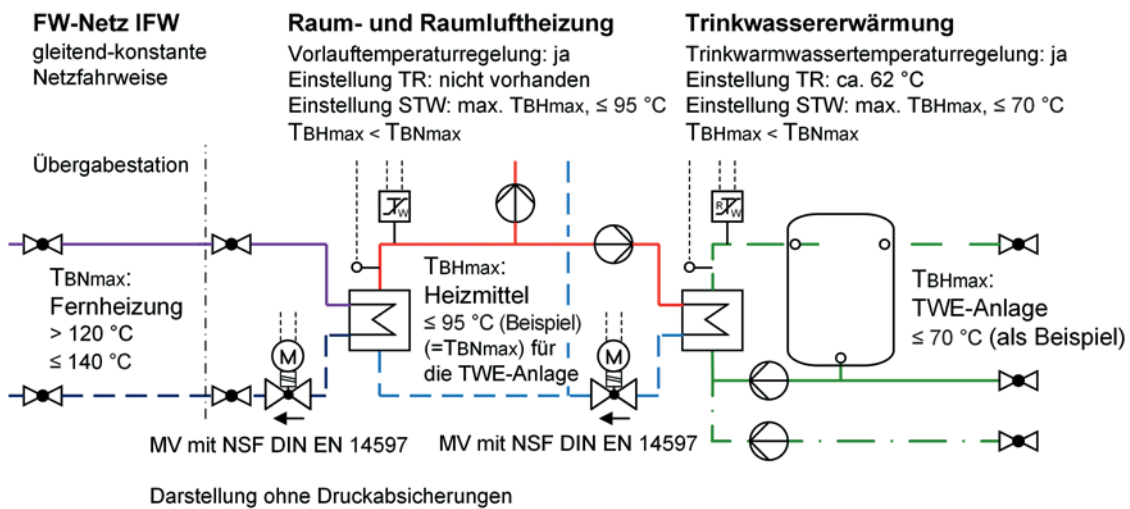 FW-Netz IFW
gleitend-konstante
Netzfahrweise
Raum- und Raumluftheizung
Vorlauftemperaturregelung: ja
Einstellung TR: nicht vorhanden
Einstellung STW: max. TBHmax, ≤ 95 °C
TBHmax < TBNmax
Trinkwassererwärmung
Trinkwarmwassertemperaturregelung: ja
Einstellung TR: ca. 62 °C
Einstellung STW: max. TBHmax, ≤ 70 °C
TBHmax < TBNmax
Übergabestation
TW
RTW
TBNmax:
Fernheizung
> 120 °C
≤ 140 °C
M
TBHmax:
Heizmittel
≤ 95 °C (Beispiel)
(=TBNmax) für
die TWE-Anlage
M
TBHmax:
TWE-Anlage
≤ 70 °C (als Beispiel)
MV mit NSF DIN EN 14597
MV mit NSF DIN EN 14597
Darstellung ohne Druckabsicherungen